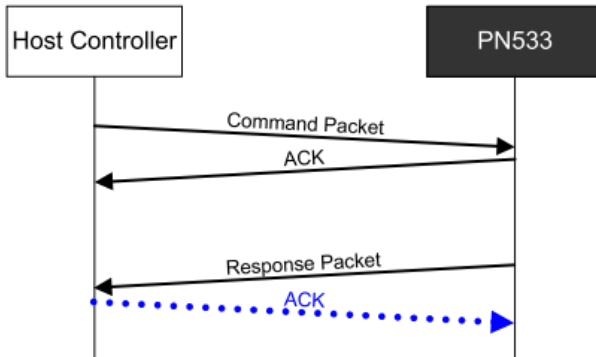 Host Controller
PN533
Command Packet
ACK
Response Packet
ACK